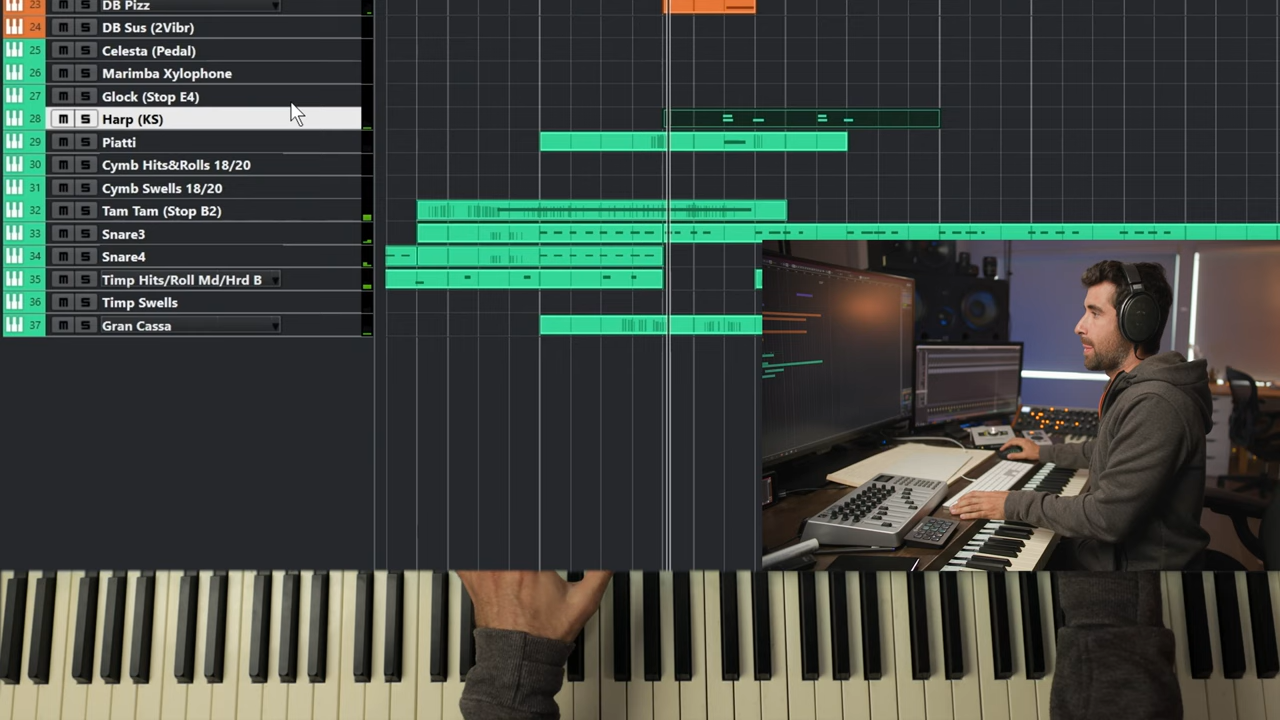 23 m S DB Pizz
24 m S DB Sus (2Vibr)
25 m S Celesta (Pedal)
26 m S Marimba Xylophone
27 m S Glock (Stop E4)
28 m S Harp (KS)
29 m S Piatti
30 m S Cymb Hits&Rolls 18/20
31 m S Cymb Swells 18/20
32 m S Tam Tam (Stop B2)
33 m S Snare3
34 m S Snare4
35 m S Timp Hits/Roll Md/Hrd B
36 m S Timp Swells
37 m S Gran Cassa